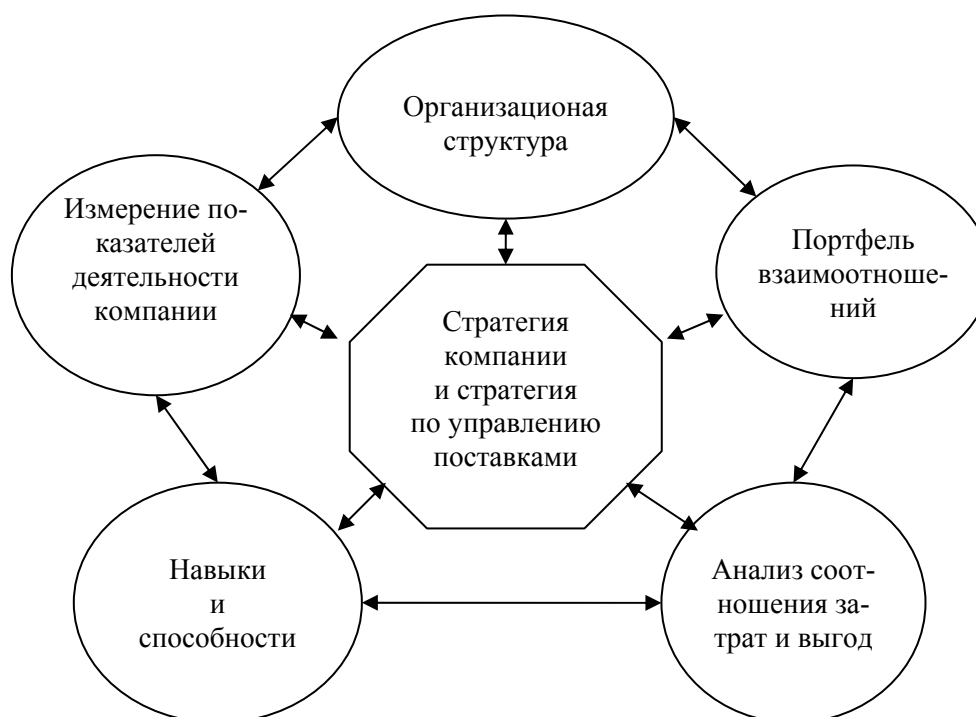 Организационая
структура
Измерение по-
казателей
деятельности
компании
Портфель
взаимоотноше-
ний
Стратегия
компании
и стратегия
по управлению
поставками
Навыки
и
способности
Анализ соот-
ношения за-
трат и выгод